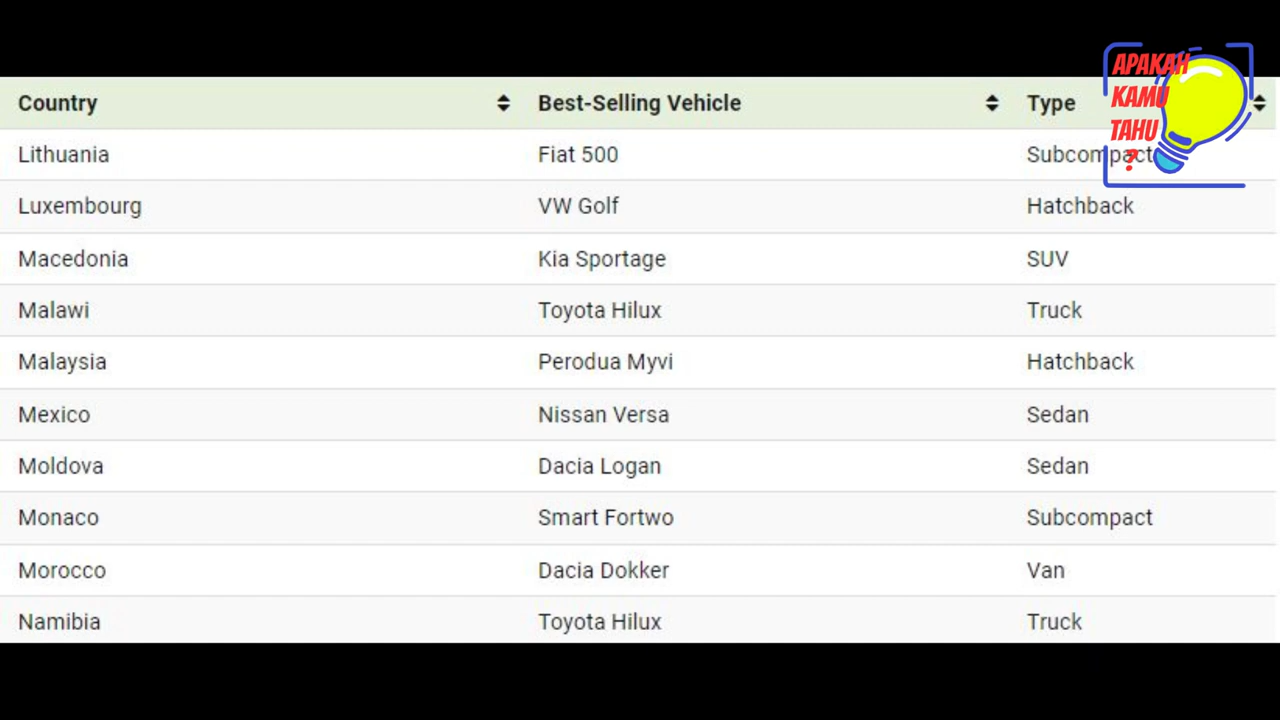 Country Best-Selling Vehicle Type
Lithuania Fiat 500 Subcompact
Luxembourg VW Golf Hatchback
Macedonia Kia Sportage SUV
Malawi Toyota Hilux Truck
Malaysia Perodua Myvi Hatchback
Mexico Nissan Versa Sedan
Moldova Dacia Logan Sedan
Monaco Smart Fortwo Subcompact
Morocco Dacia Dokker Van
Namibia Toyota Hilux Truck
APAKAH
KAMU
TAHU
?